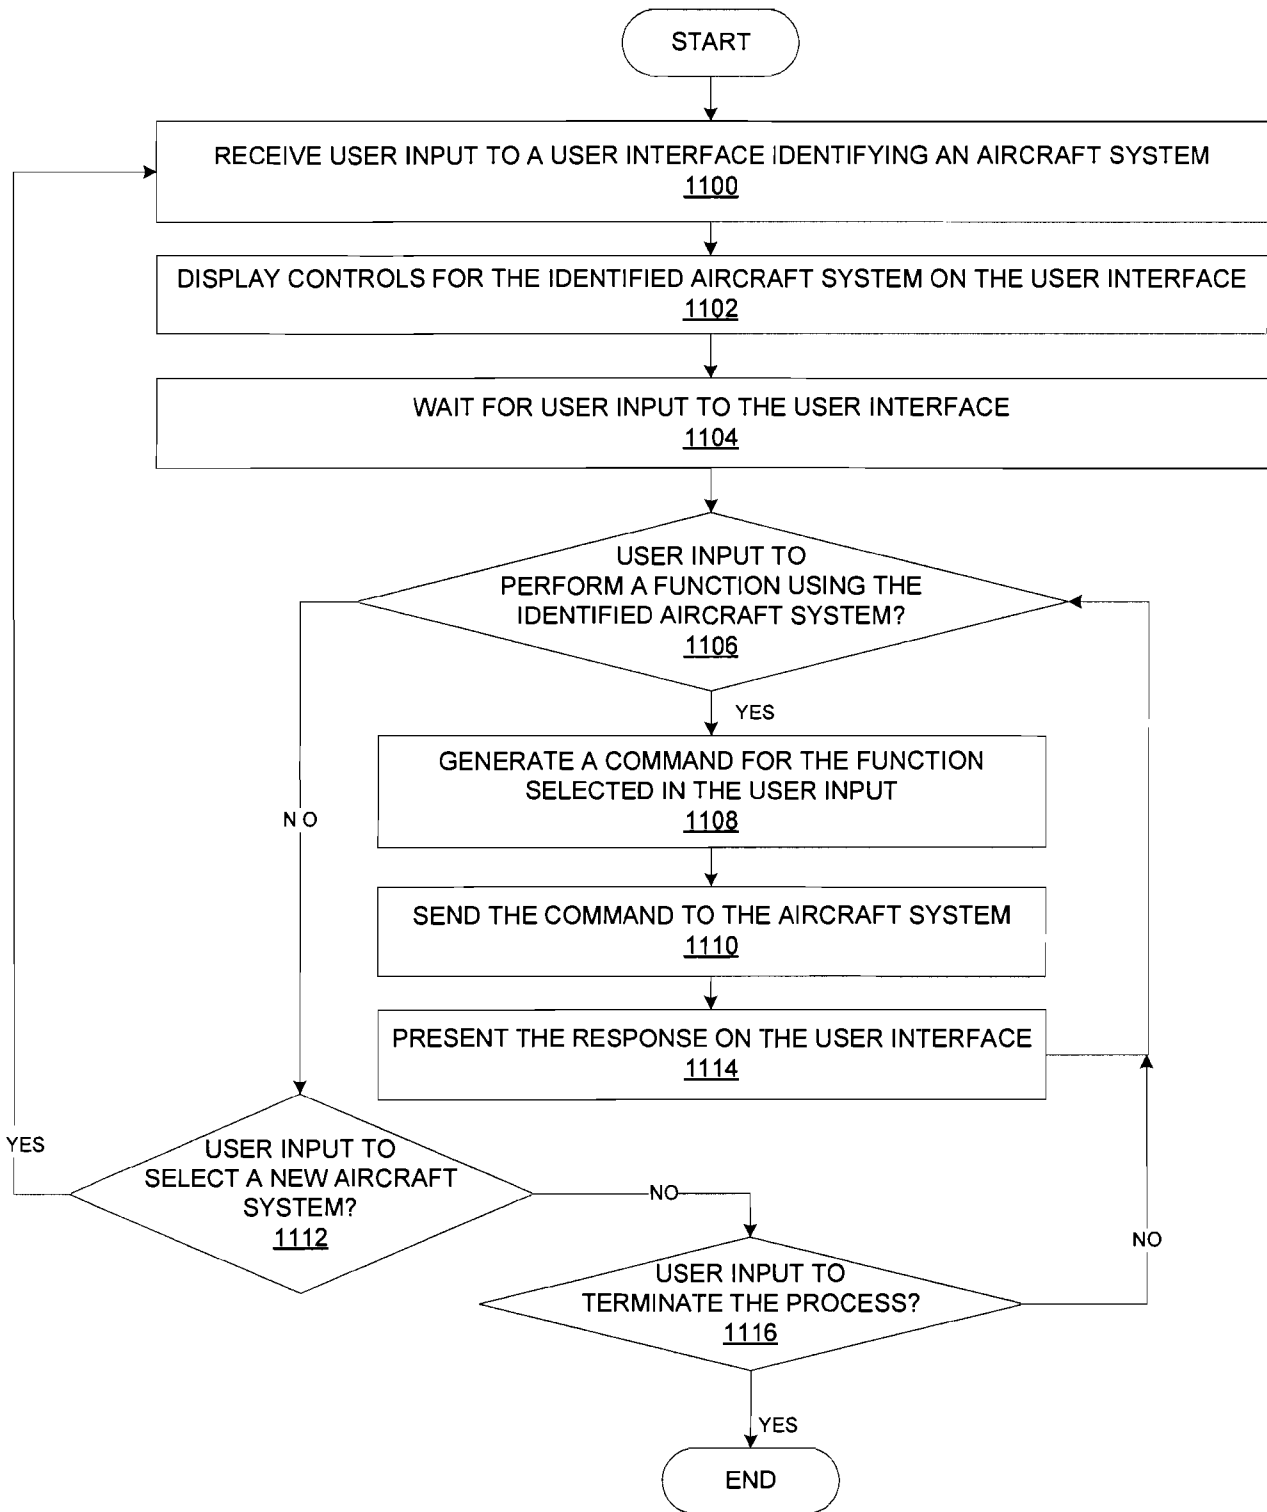 START
RECEIVE USER INPUT TO A USER INTERFACE IDENTIFYING AN AIRCRAFT SYSTEM
1100
DISPLAY CONTROLS FOR THE IDENTIFIED AIRCRAFT SYSTEM ON THE USER INTERFACE
1102
WAIT FOR USER INPUT TO THE USER INTERFACE
1104
USER INPUT TO
PERFORM A FUNCTION USING THE
IDENTIFIED AIRCRAFT SYSTEM?
1106
YES
GENERATE A COMMAND FOR THE FUNCTION
SELECTED IN THE USER INPUT
1108
NO
SEND THE COMMAND TO THE AIRCRAFT SYSTEM
1110
PRESENT THE RESPONSE ON THE USER INTERFACE
1114
YES
USER INPUT TO
SELECT A NEW AIRCRAFT
SYSTEM?
1112
NO
NO
USER INPUT TO
TERMINATE THE PROCESS?
1116
YES
END